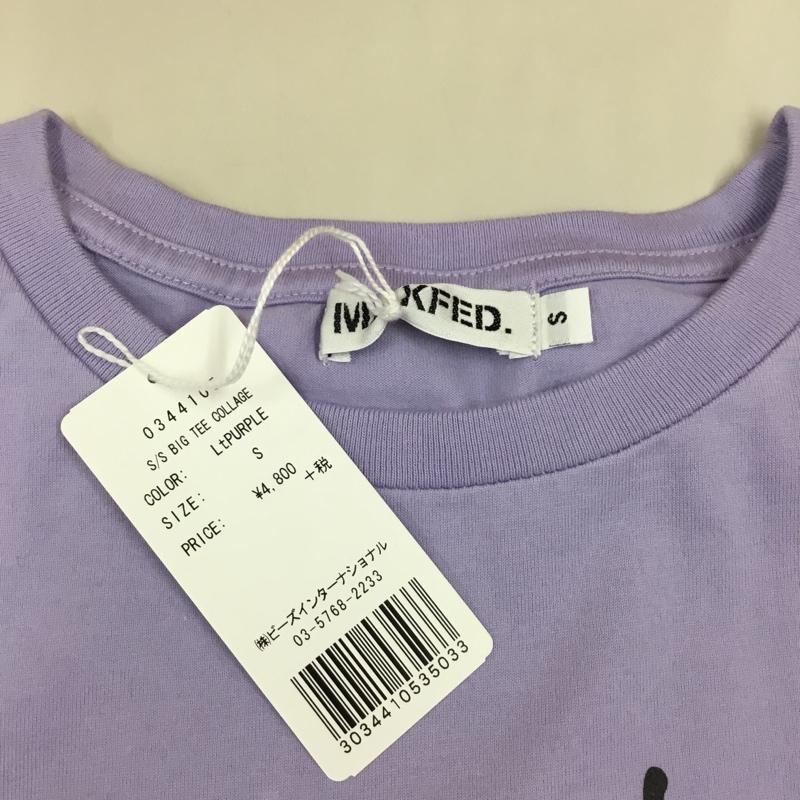 MILKFED.
S
034410
S/S BIG TEE COLLAGE
COLOR: LtPURPLE
SIZE: S
PRICE: ¥4,800
+税
㈱ビーズインターナショナル
03-5768-2233
3034410535033